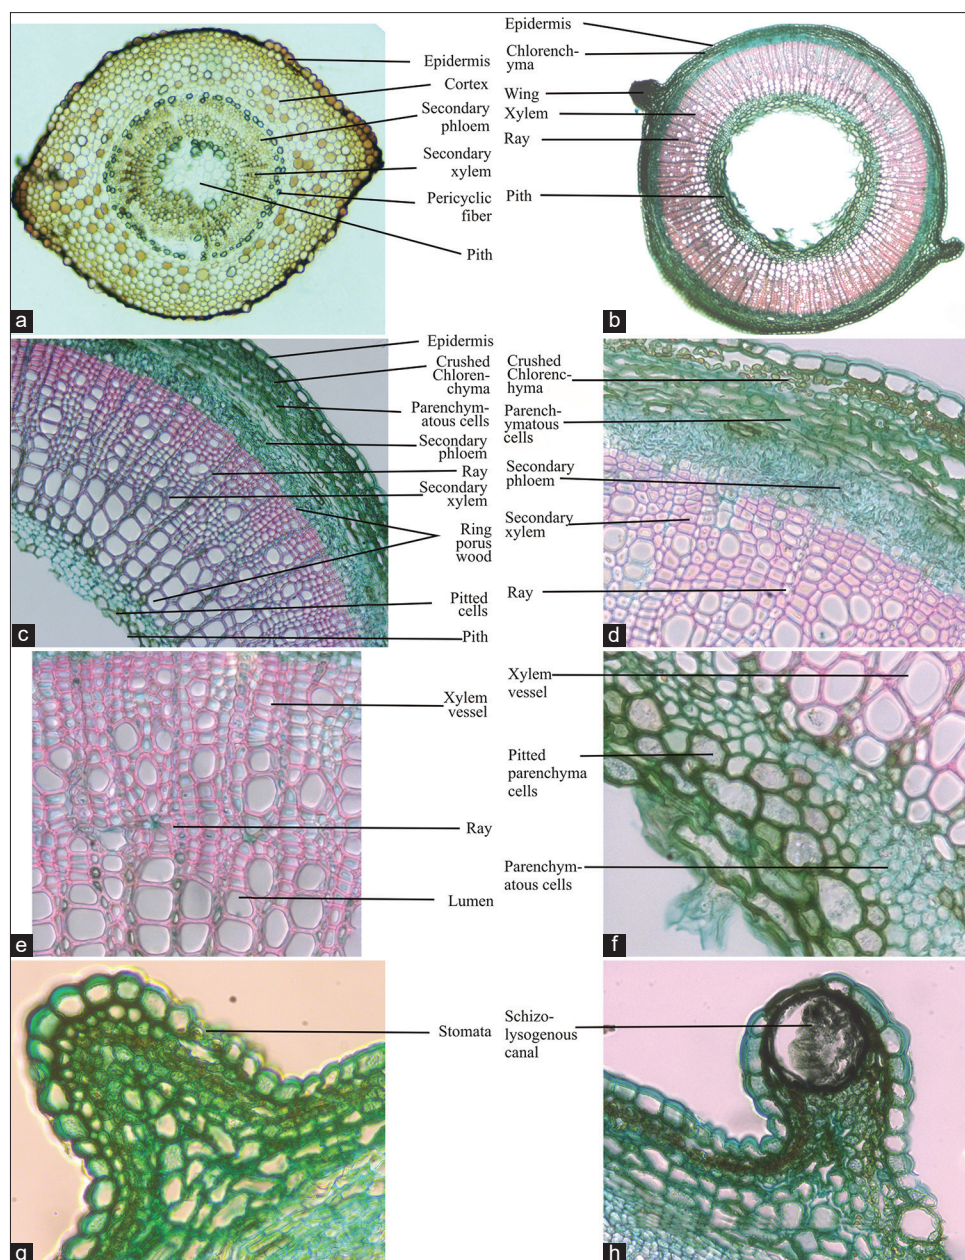 Epidermis
Cortex
Secondary
phloem
Secondary
xylem
Pericyclic
fiber
Pith
a
Epidermis
Chlorench-
yma
Wing
Xylem
Ray
Pith
b
Epidermis
Crushed
Chloren-
chyma
Parenchym-
atous cells
Secondary
phloem
Ray
Secondary
xylem
Ring
porus
wood
Pitted
cells
Pith
c
Crushed
Chlorenc-
hyma
Parench-
ymatous
cells
Secondary
phloem
Secondary
xylem
Ray
d
Xylem
vessel
Ray
Lumen
e
Xylem
vessel
Pitted
parenchyma
cells
Parenchym-
atous cells
f
Stomata
g
Schizo-
lysogenous
canal
h